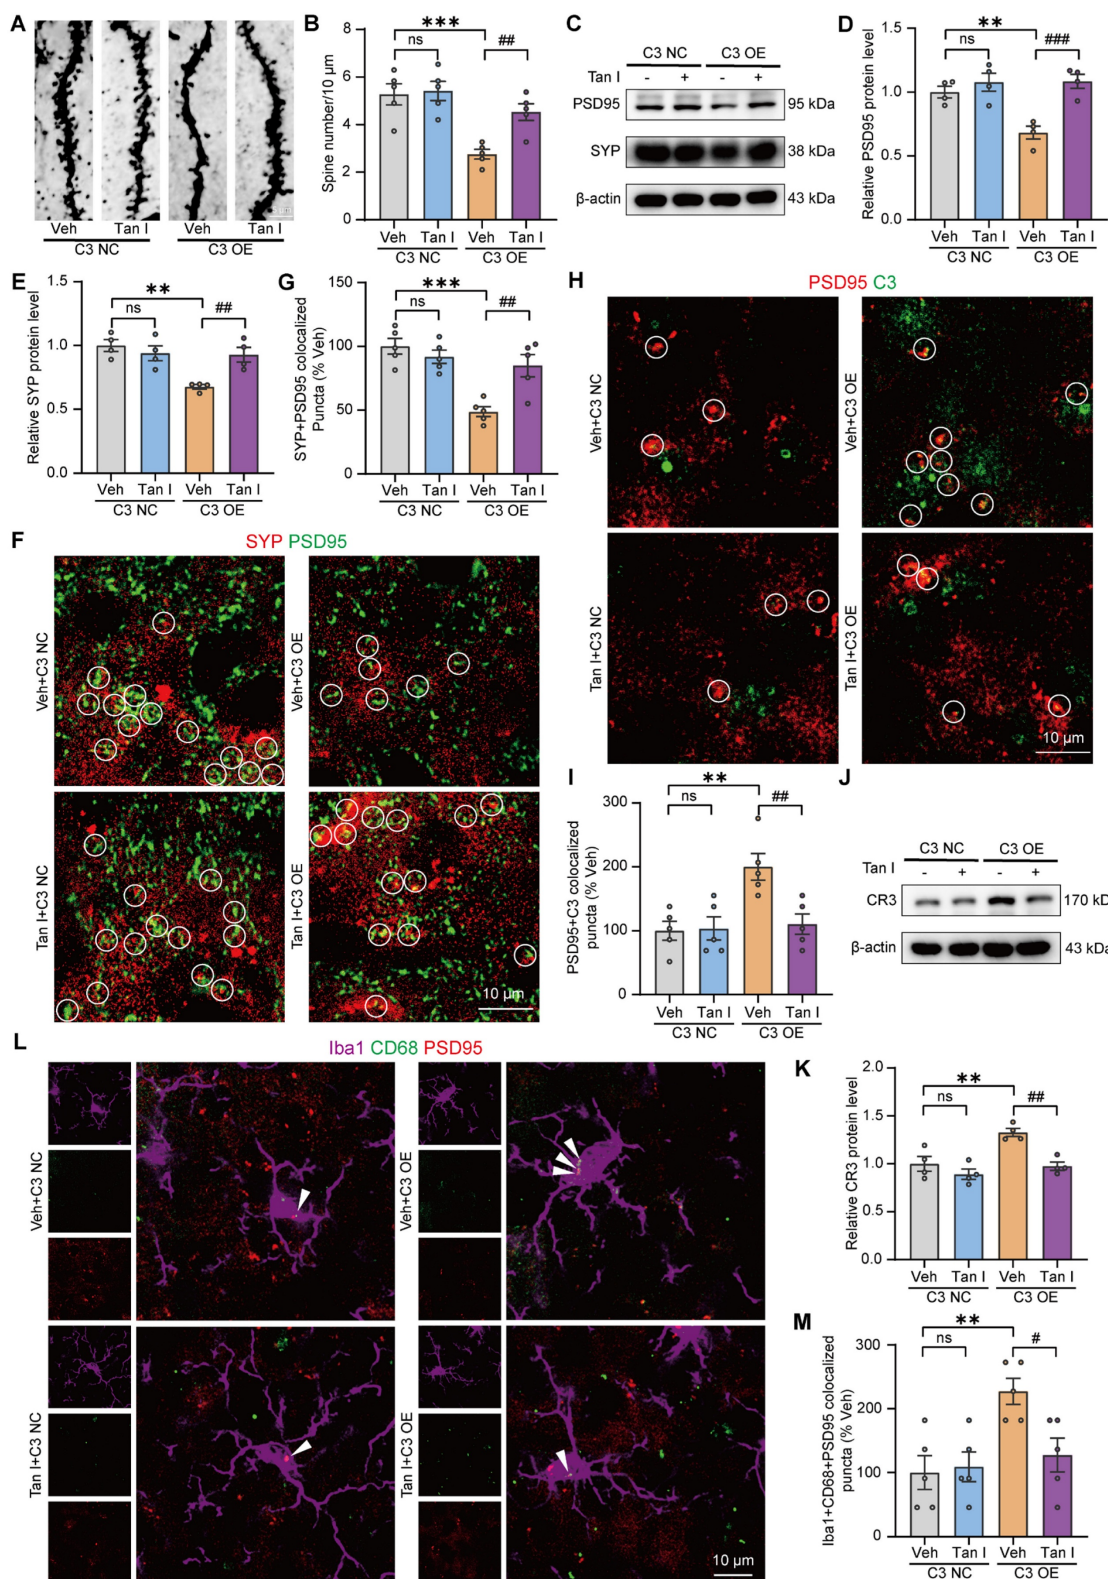 A
Veh
Tan I
Veh
Tan I
C3 NC
C3 OE
B
Spine number/10 µm
8
6
4
2
0
***
ns
##
Veh
Tan I
Veh
Tan I
C3 NC
C3 OE
C
C3 NC
C3 OE
Tan I
-
+
-
+
PSD95
95 kDa
SYP
38 kDa
β-actin
43 kDa
D
Relative PSD95 protein level
1.5
1.0
0.5
0.0
**
ns
###
Veh
Tan I
Veh
Tan I
C3 NC
C3 OE
E
Relative SYP protein level
1.5
1.0
0.5
0.0
**
ns
##
Veh
Tan I
Veh
Tan I
C3 NC
C3 OE
G
SYP+PSD95 colocalized
Puncta (% Veh)
150
100
50
0
***
ns
##
Veh
Tan I
Veh
Tan I
C3 NC
C3 OE
H
PSD95 C3
Veh+C3 NC
Veh+C3 OE
Tan I+C3 NC
Tan I+C3 OE
10 µm
F
SYP PSD95
Veh+C3 NC
Veh+C3 OE
Tan I+C3 NC
Tan I+C3 OE
10 µm
I
PSD95+C3 colocalized
puncta (% Veh)
300
200
100
0
**
ns
##
Veh
Tan I
Veh
Tan I
C3 NC
C3 OE
J
C3 NC
C3 OE
Tan I
-
+
-
+
CR3
170 kD
β-actin
43 kDa
L
Iba1 CD68 PSD95
Veh+C3 NC
Veh+C3 OE
Tan I+C3 NC
Tan I+C3 OE
10 µm
K
Relative CR3 protein level
2.0
1.5
1.0
0.5
0.0
**
ns
##
Veh
Tan I
Veh
Tan I
C3 NC
C3 OE
M
Iba1+CD68+PSD95 colocalized
puncta (% Veh)
300
200
100
0
**
ns
#
Veh
Tan I
Veh
Tan I
C3 NC
C3 OE